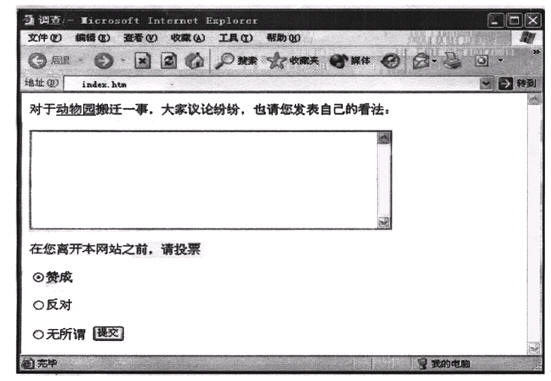 调查 - Microsoft Internet Explorer
文件(F) 编辑(E) 查看(V) 收藏(A) 工具(T) 帮助(H)
后退 搜索 收藏夹 媒体
地址(D) index.htm 转到
对于动物园搬迁一事，大家议论纷纷，也请您发表自己的看法：
在您离开本网站之前，请投票
赞成
反对
无所谓 提交
完毕 我的电脑